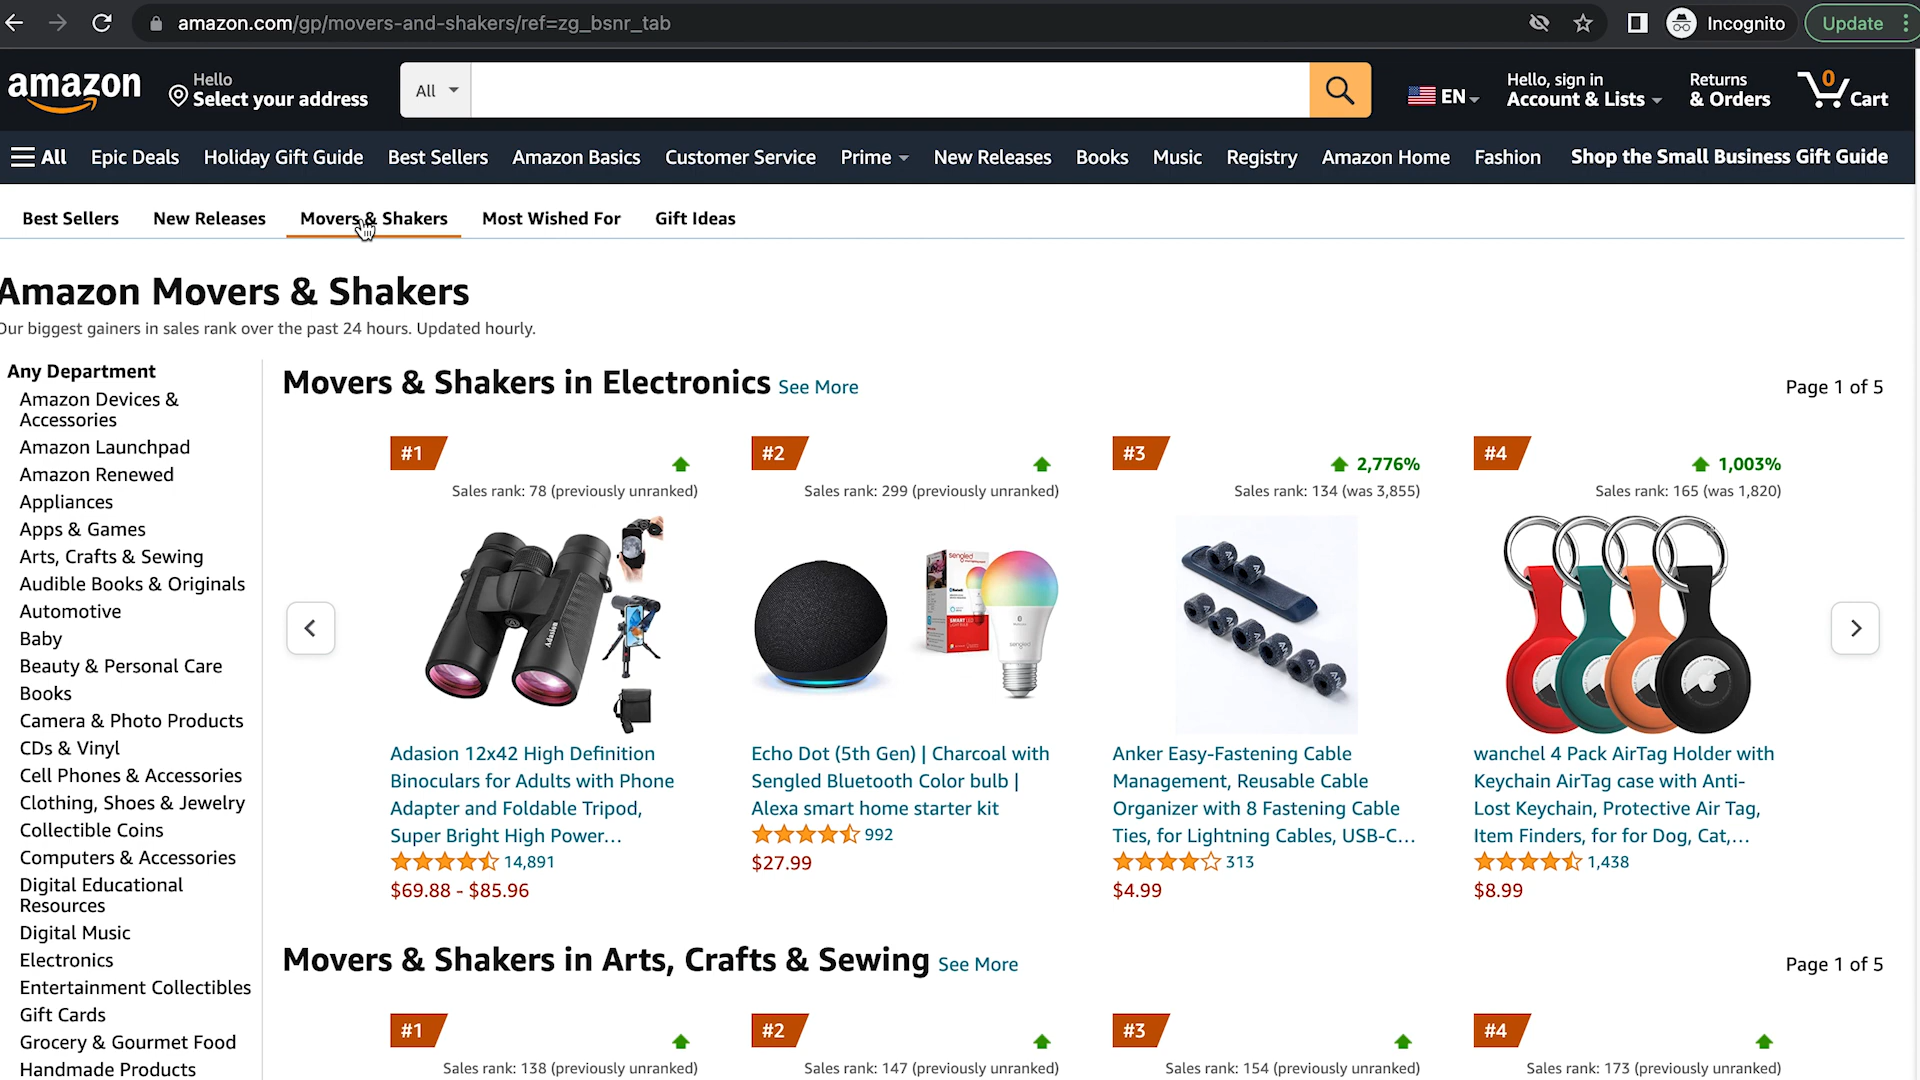 amazon.com/gp/movers-and-shakers/ref=zg_bsnr_tab
Incognito
Update
amazon
Hello
Select your address
All
EN
Hello, sign in
Account & Lists
Returns
& Orders
0
Cart
All
Epic Deals
Holiday Gift Guide
Best Sellers
Amazon Basics
Customer Service
Prime
New Releases
Books
Music
Registry
Amazon Home
Fashion
Shop the Small Business Gift Guide
Best Sellers
New Releases
Movers & Shakers
Most Wished For
Gift Ideas
Amazon Movers & Shakers
Our biggest gainers in sales rank over the past 24 hours. Updated hourly.
Any Department
Amazon Devices &
Accessories
Amazon Launchpad
Amazon Renewed
Appliances
Apps & Games
Arts, Crafts & Sewing
Audible Books & Originals
Automotive
Baby
Beauty & Personal Care
Books
Camera & Photo Products
CDs & Vinyl
Cell Phones & Accessories
Clothing, Shoes & Jewelry
Collectible Coins
Computers & Accessories
Digital Educational
Resources
Digital Music
Electronics
Entertainment Collectibles
Gift Cards
Grocery & Gourmet Food
Handmade Products
Movers & Shakers in Electronics See More
Page 1 of 5
#1
Sales rank: 78 (previously unranked)
Adasion
Adasion 12x42 High Definition
Binoculars for Adults with Phone
Adapter and Foldable Tripod,
Super Bright High Power...
14,891
$69.88 - $85.96
#2
Sales rank: 299 (previously unranked)
sengled
sengled
Echo Dot (5th Gen) | Charcoal with
Sengled Bluetooth Color bulb |
Alexa smart home starter kit
992
$27.99
#3
2,776%
Sales rank: 134 (was 3,855)
Anker Easy-Fastening Cable
Management, Reusable Cable
Organizer with 8 Fastening Cable
Ties, for Lightning Cables, USB-C...
313
$4.99
#4
1,003%
Sales rank: 165 (was 1,820)
wanchel 4 Pack AirTag Holder with
Keychain AirTag case with Anti-
Lost Keychain, Protective Air Tag,
Item Finders, for for Dog, Cat,...
1,438
$8.99
Movers & Shakers in Arts, Crafts & Sewing See More
Page 1 of 5
#1
Sales rank: 138 (previously unranked)
#2
Sales rank: 147 (previously unranked)
#3
Sales rank: 154 (previously unranked)
#4
Sales rank: 173 (previously unranked)